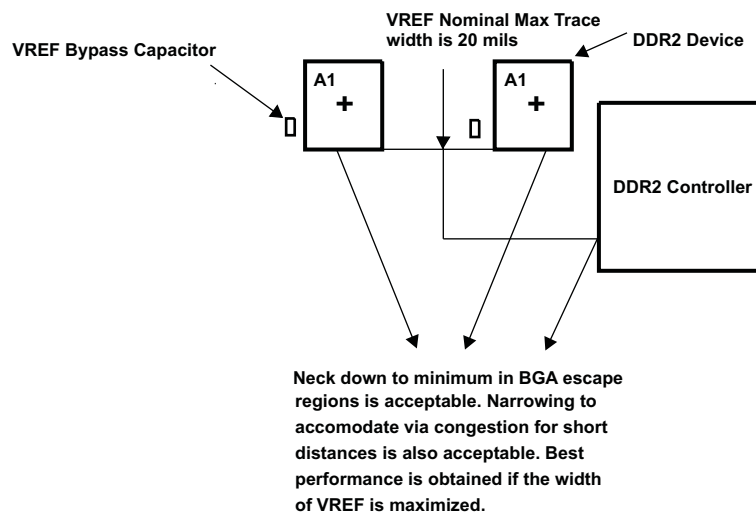 VREF Nominal Max Trace
width is 20 mils
DDR2 Device
VREF Bypass Capacitor
A1
A1
DDR2 Controller
Neck down to minimum in BGA escape
regions is acceptable. Narrowing to
accomodate via congestion for short
distances is also acceptable. Best
performance is obtained if the width
of VREF is maximized.